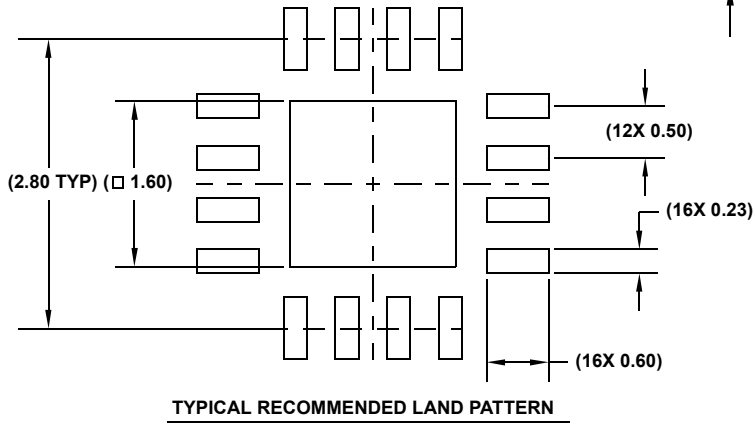 (12X 0.50)
(2.80 TYP) (□ 1.60)
(16X 0.23)
(16X 0.60)
TYPICAL RECOMMENDED LAND PATTERN